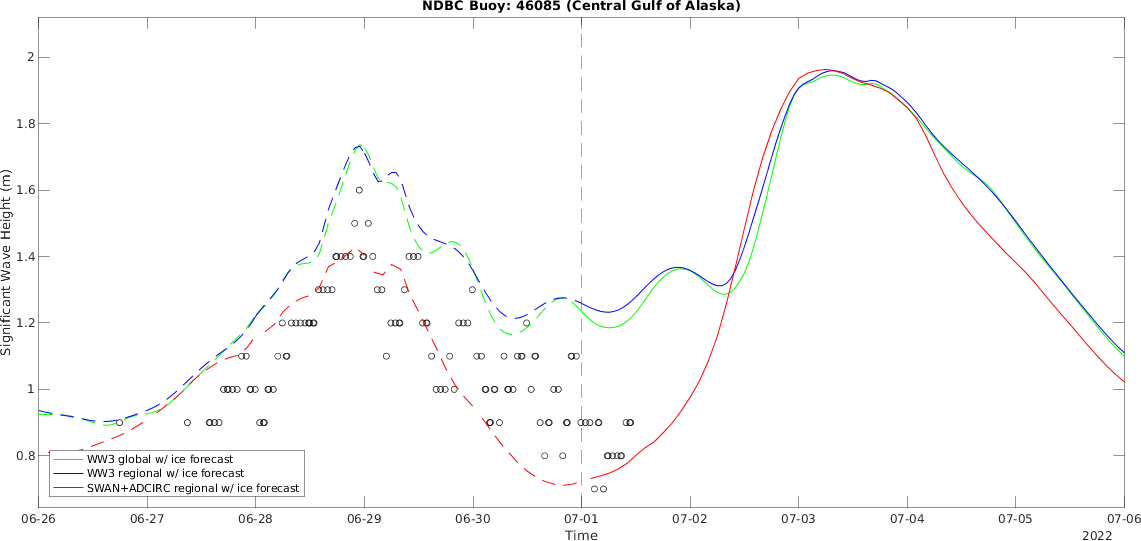 NDBC Buoy: 46085 (Central Gulf of Alaska)
Significant Wave Height (m)
2
1.8
1.6
1.4
1.2
1
0.8
WW3 global w/ ice forecast
WW3 regional w/ ice forecast
SWAN+ADCIRC regional w/ ice forecast
06-26 06-27 06-28 06-29 06-30 07-01 07-02 07-03 07-04 07-05 07-06
Time
2022